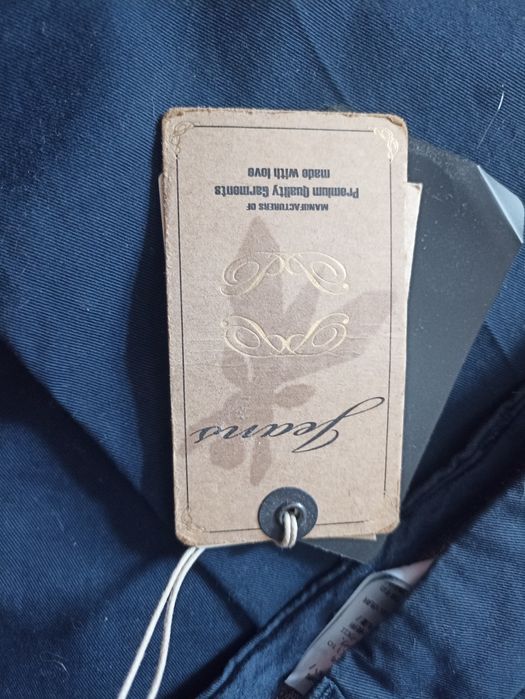 Jeans
MANUFACTURERS OF
Premium Quality Garments
made with love